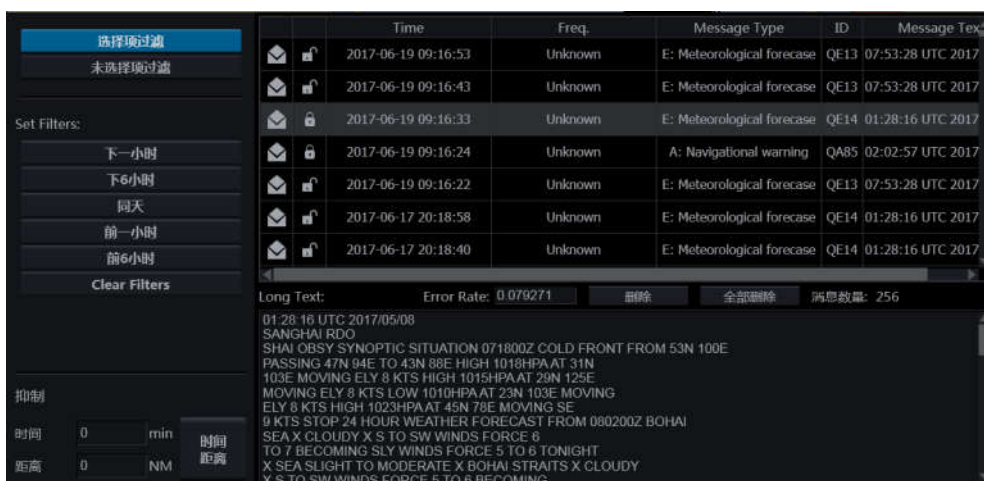 选择项过滤
未选择项过滤
Set Filters:
下一小时
下6小时
同天
前一小时
前6小时
Clear Filters
抑制
时间 0 min
距离 0 NM
时间
距离
Time Freq. Message Type ID Message Tex
2017-06-19 09:16:53 Unknown E: Meteorological forecase QE13 07:53:28 UTC 2017
2017-06-19 09:16:43 Unknown E: Meteorological forecase QE13 07:53:28 UTC 2017
2017-06-19 09:16:33 Unknown E: Meteorological forecase QE14 01:28:16 UTC 2017
2017-06-19 09:16:24 Unknown A: Navigational warning QA85 02:02:57 UTC 2017
2017-06-19 09:16:22 Unknown E: Meteorological forecase QE13 07:53:28 UTC 2017
2017-06-17 20:18:58 Unknown E: Meteorological forecase QE14 01:28:16 UTC 2017
2017-06-17 20:18:40 Unknown E: Meteorological forecase QE14 01:28:16 UTC 2017
Long Text: Error Rate: 0.079271 删除 全部删除 消息数量: 256
01:28:16 UTC 2017/05/08
SANGHAI RDO
SHAI OBSY SYNOPTIC SITUATION 071800Z COLD FRONT FROM 53N 100E
PASSING 47N 94E TO 43N 88E HIGH 1018HPA AT 31N
103E MOVING ELY 8 KTS HIGH 1015HPA AT 29N 125E
MOVING ELY 8 KTS LOW 1010HPA AT 23N 103E MOVING
ELY 8 KTS HIGH 1023HPA AT 45N 78E MOVING SE
9 KTS STOP 24 HOUR WEATHER FORECAST FROM 080200Z BOHAI
SEA X CLOUDY X S TO SW WINDS FORCE 6
TO 7 BECOMING SLY WINDS FORCE 5 TO 6 TONIGHT
X SEA SLIGHT TO MODERATE X BOHAI STRAITS X CLOUDY
X S TO SW WINDS FORCE 5 TO 6 BECOMING